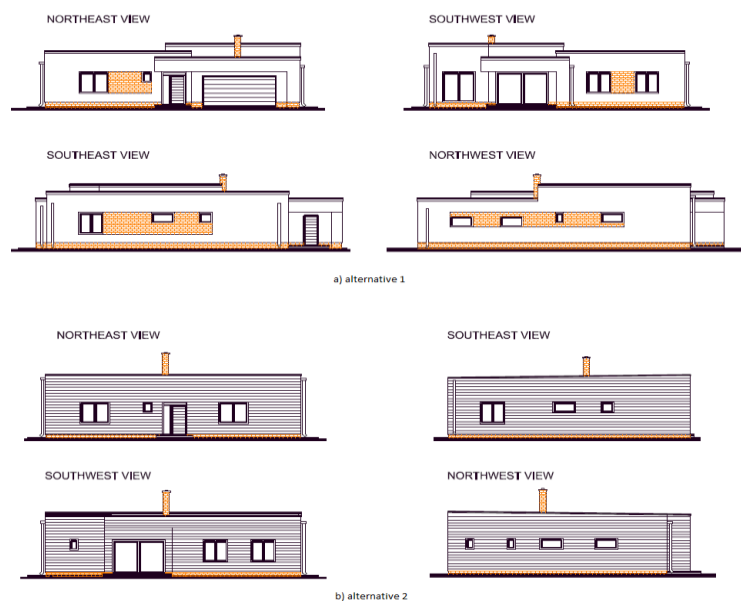 NORTHEAST VIEW
SOUTHWEST VIEW
SOUTHEAST VIEW
NORTHWEST VIEW
a) alternative 1
NORTHEAST VIEW
SOUTHEAST VIEW
SOUTHWEST VIEW
NORTHWEST VIEW
b) alternative 2